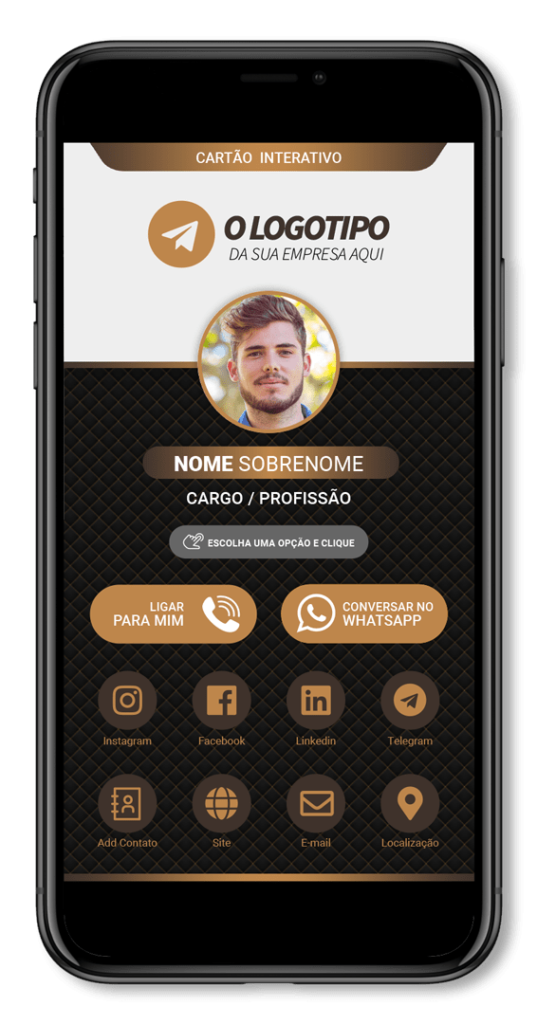 CARTÃO INTERATIVO
O LOGOTIPO
DA SUA EMPRESA AQUI
NOME SOBRENOME
CARGO / PROFISSÃO
ESCOLHA UMA OPÇÃO E CLIQUE
LIGAR
PARA MIM
CONVERSAR NO
WHATSAPP
Instagram Facebook Linkedin Telegram
Add Contato Site E-mail Localização